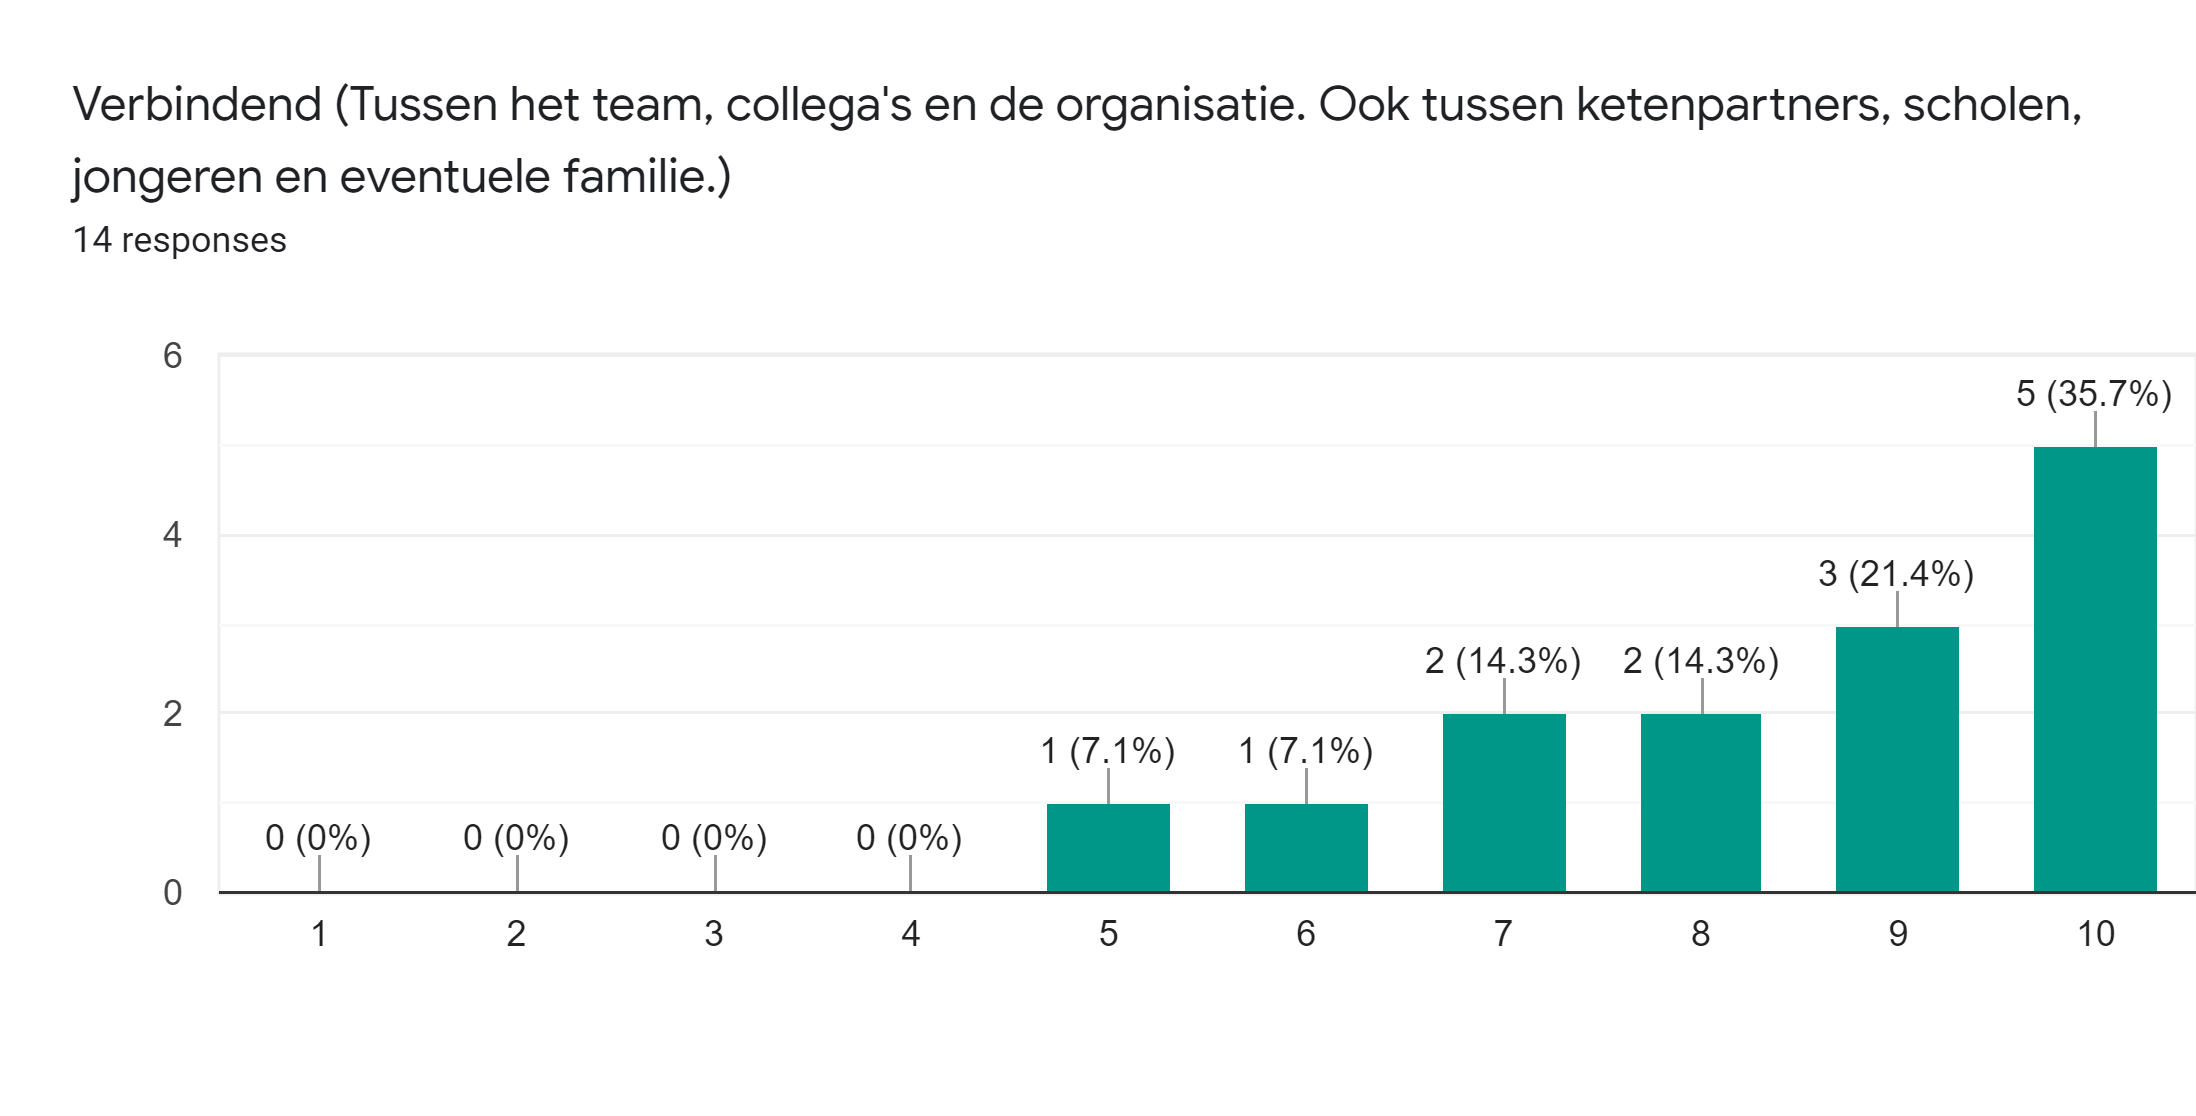 Verbindend (Tussen het team, collega's en de organisatie. Ook tussen ketenpartners, scholen,
jongeren en eventuele familie.)
14 responses
6
5 (35.7%)
4
3 (21.4%)
2 (14.3%) 2 (14.3%)
2
1 (7.1%) 1 (7.1%)
0 (0%) 0 (0%) 0 (0%) 0 (0%)
0
1 2 3 4 5 6 7 8 9 10